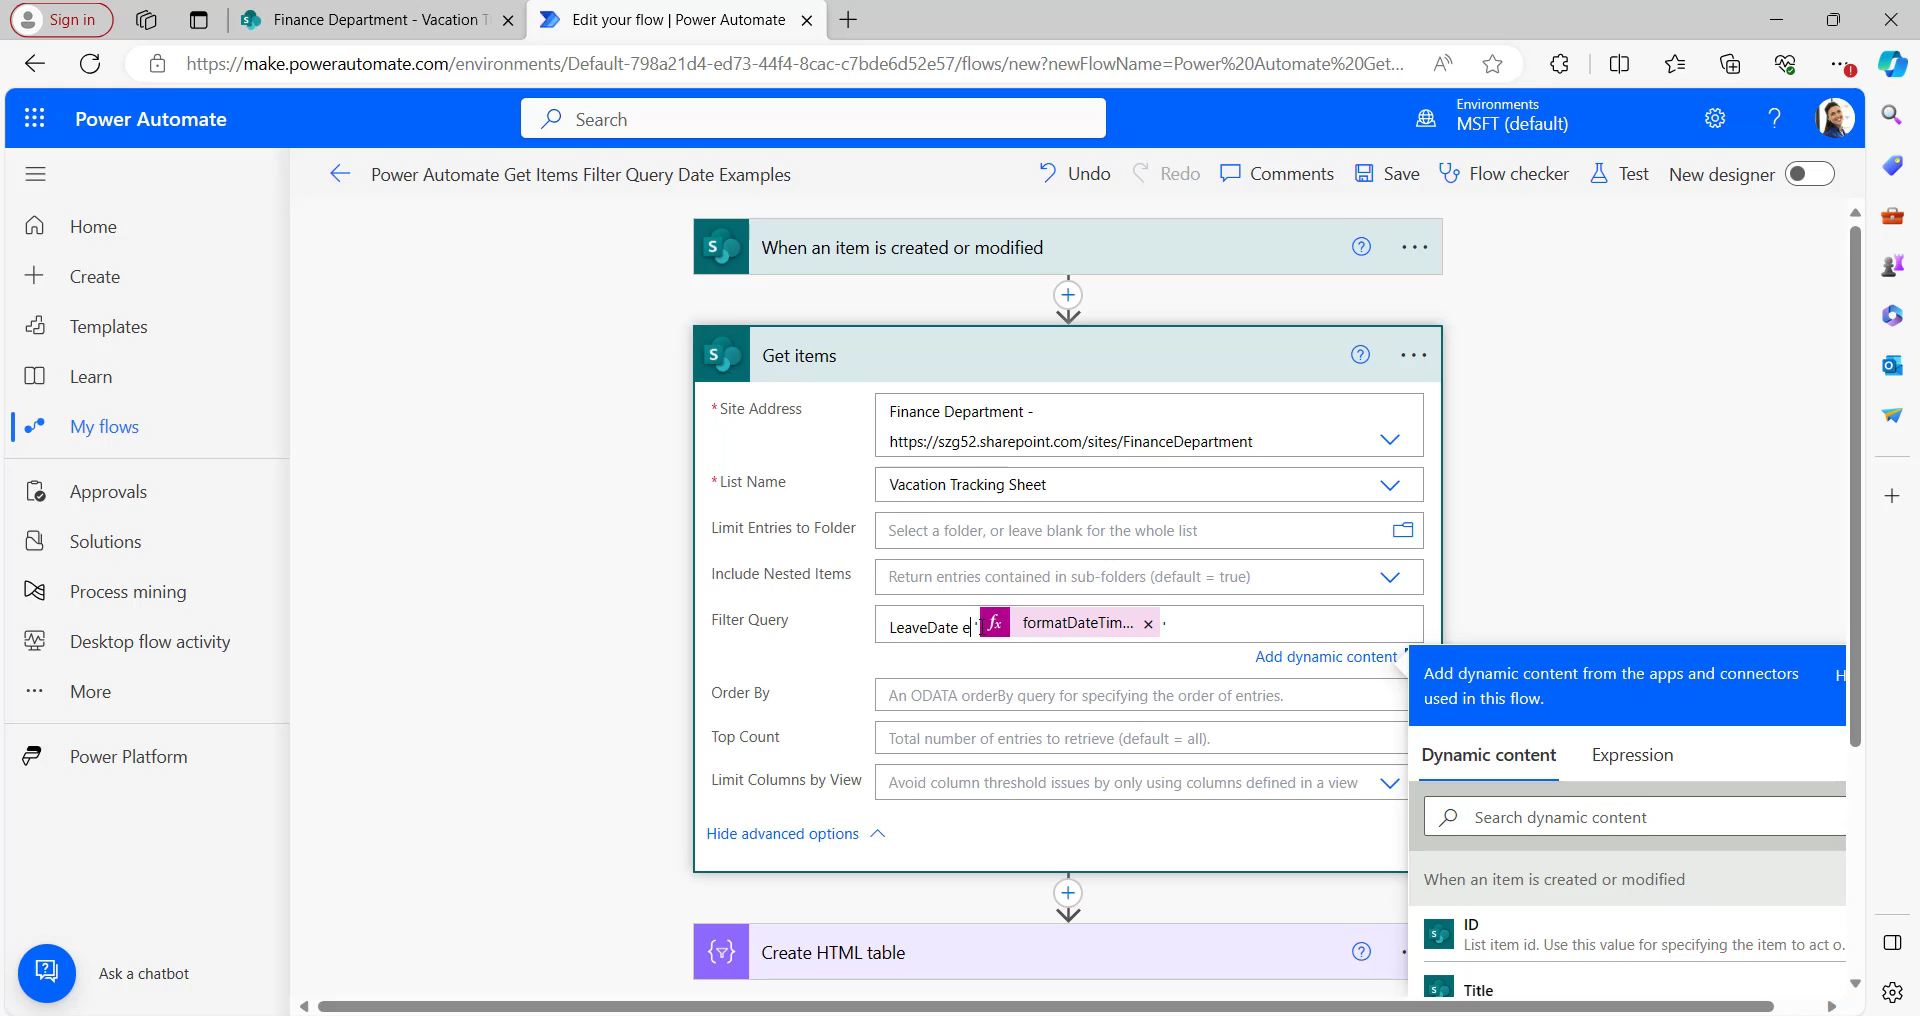 Sign in
Finance Department - Vacation T
Edit your flow | Power Automate
https://make.powerautomate.com/environments/Default-798a21d4-ed73-44f4-8cac-c7bde6d52e57/flows/new?newFlowName=Power%20Automate%20Get...
Power Automate
Search
Environments
MSFT (default)
Power Automate Get Items Filter Query Date Examples
Undo
Redo
Comments
Save
Flow checker
Test
New designer
Home
Create
Templates
Learn
My flows
Approvals
Solutions
Process mining
Desktop flow activity
More
Power Platform
Ask a chatbot
When an item is created or modified
Get items
* Site Address
Finance Department -
https://szg52.sharepoint.com/sites/FinanceDepartment
* List Name
Vacation Tracking Sheet
Limit Entries to Folder
Select a folder, or leave blank for the whole list
Include Nested Items
Return entries contained in sub-folders (default = true)
Filter Query
LeaveDate e ' fx formatDateTim... × '
Add dynamic content
Order By
An ODATA orderBy query for specifying the order of entries.
Top Count
Total number of entries to retrieve (default = all).
Limit Columns by View
Avoid column threshold issues by only using columns defined in a view
Hide advanced options
Create HTML table
Add dynamic content from the apps and connectors
used in this flow.
H
Dynamic content
Expression
Search dynamic content
When an item is created or modified
ID
List item id. Use this value for specifying the item to act o.
Title